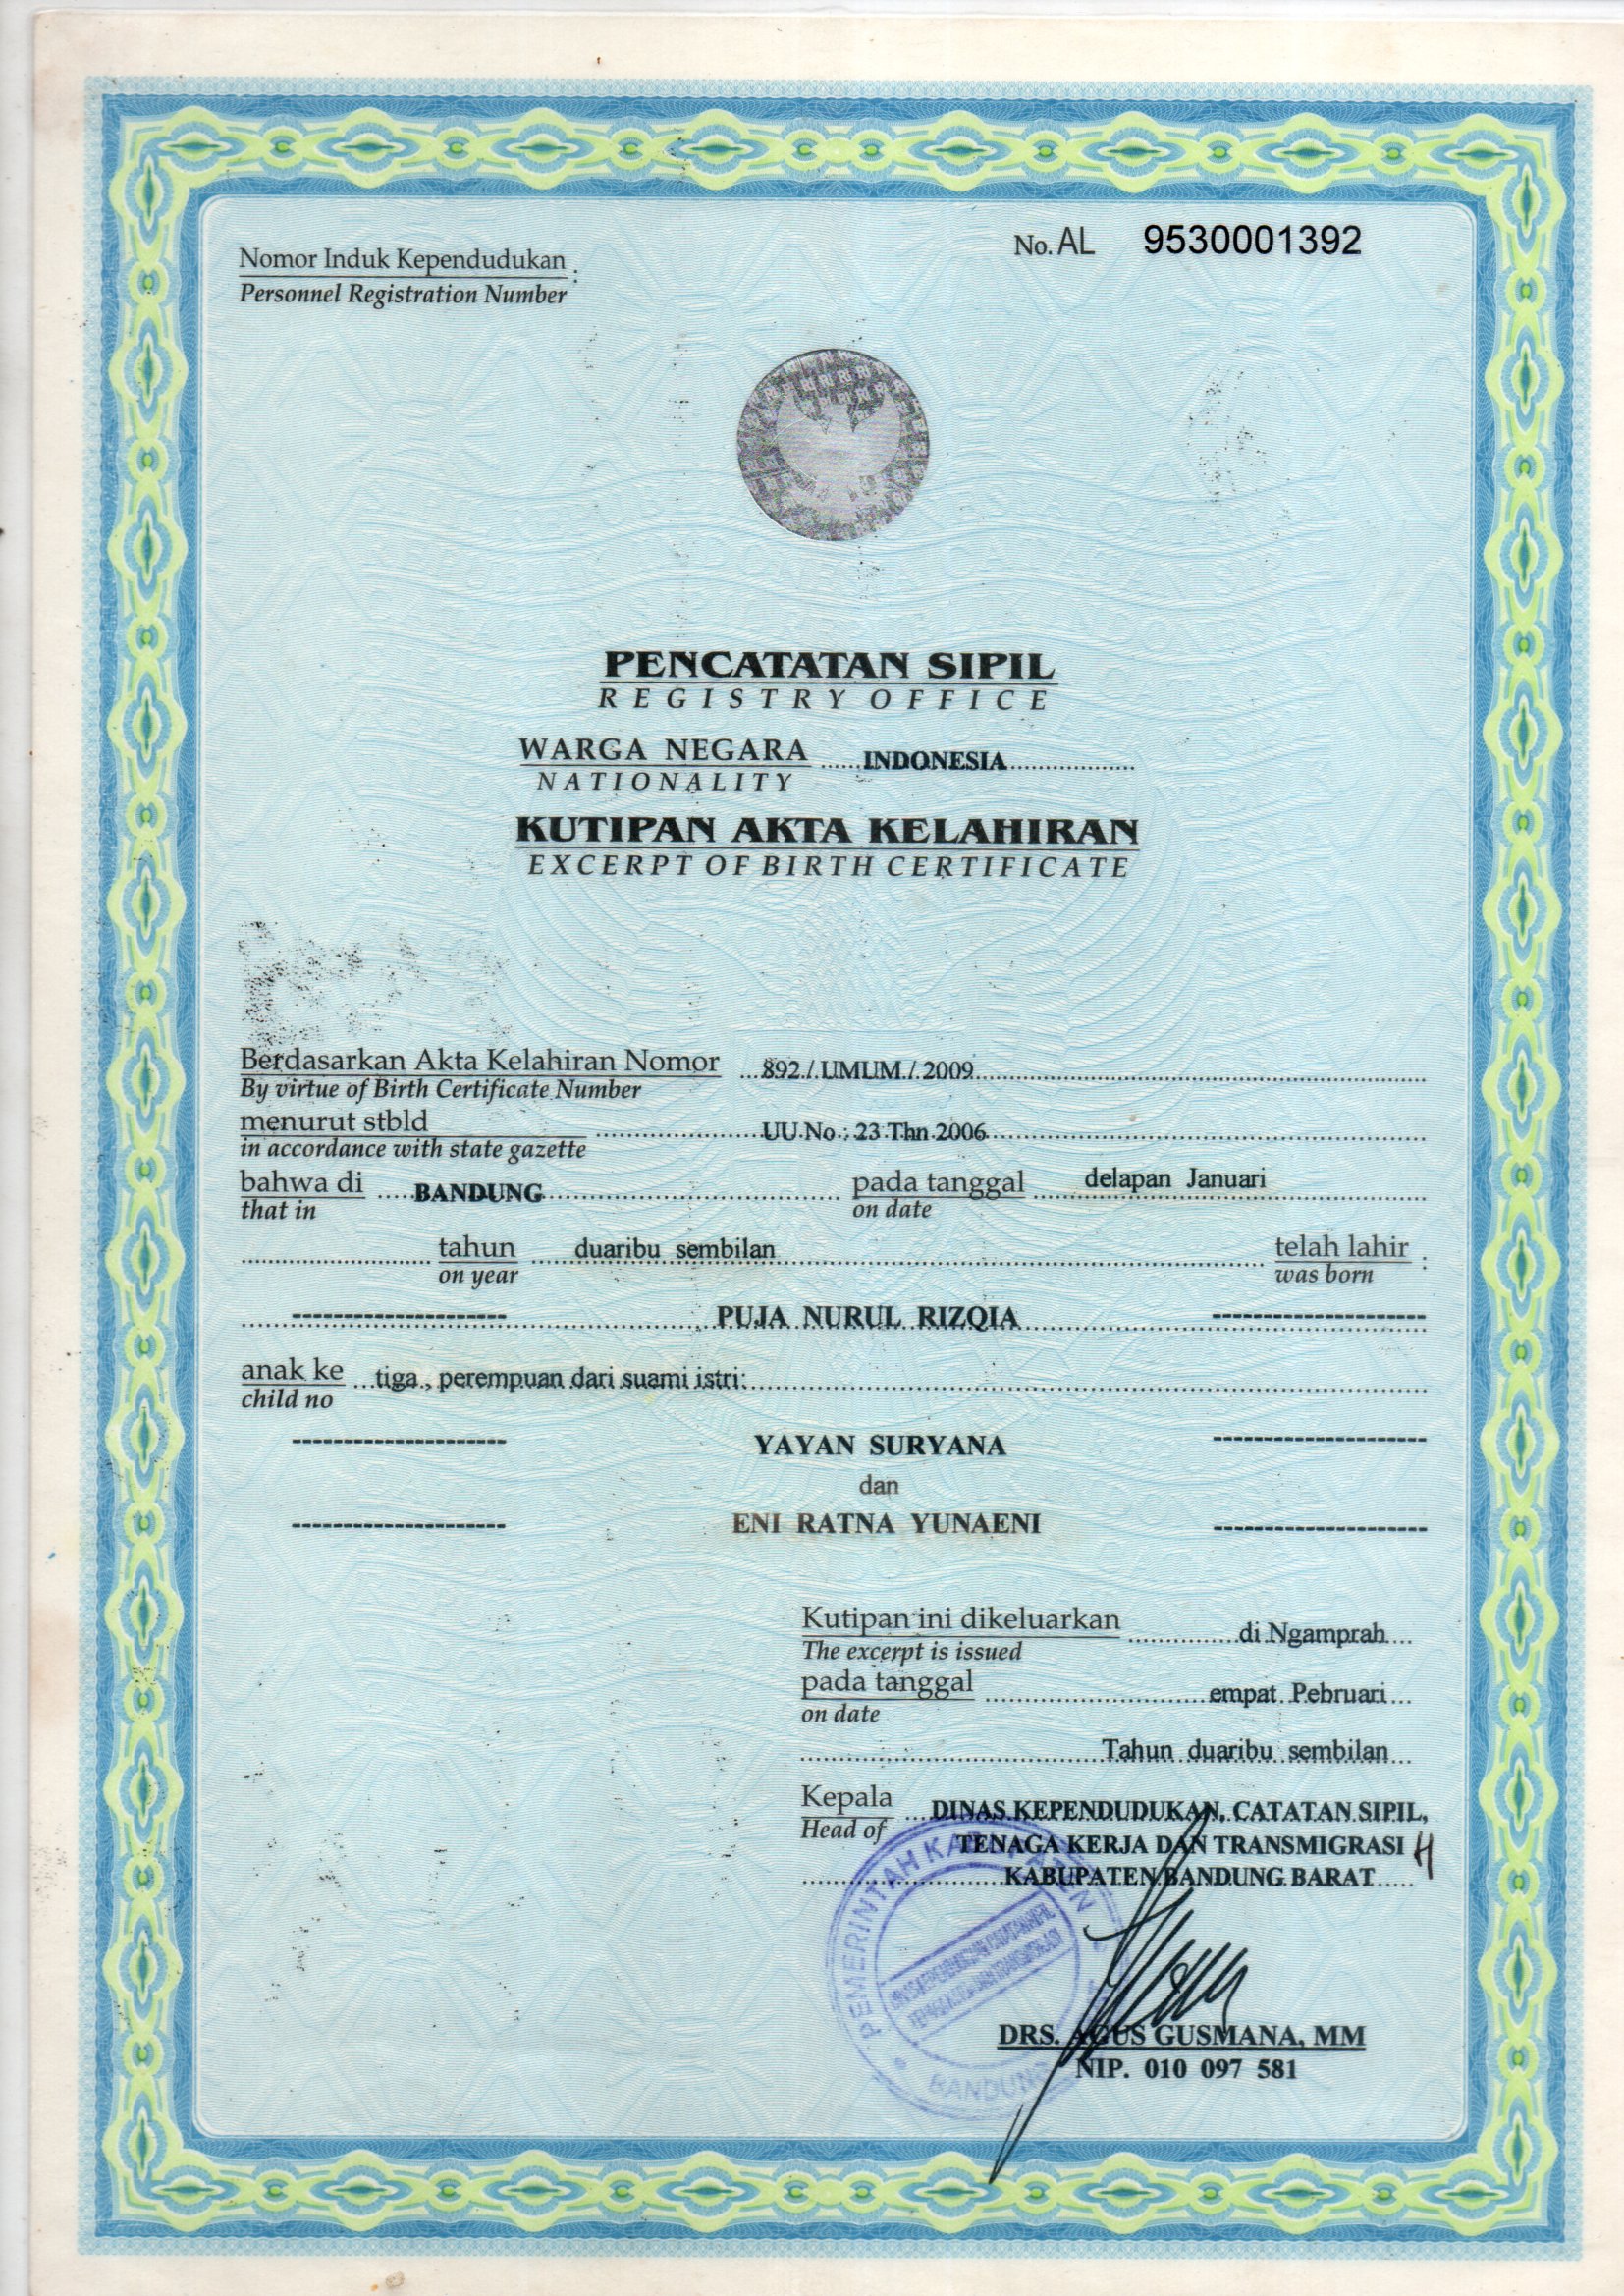 Nomor Induk Kependudukan :
Personnel Registration Number
No. AL 9530001392
PENCATATAN SIPIL
REGISTRY OFFICE
WARGA NEGARA ......INDONESIA..................
NATIONALITY
KUTIPAN AKTA KELAHIRAN
EXCERPT OF BIRTH CERTIFICATE
Berdasarkan Akta Kelahiran Nomor 892 / UMUM / 2009
By virtue of Birth Certificate Number
menurut stbld UU No.: 23 Thn 2006
in accordance with state gazette
bahwa di BANDUNG pada tanggal delapan Januari
that in on date
tahun duaribu sembilan telah lahir :
on year was born
PUJA NURUL RIZQIA
anak ke tiga , perempuan dari suami istri:
child no
YAYAN SURYANA
dan
ENI RATNA YUNAENI
Kutipan ini dikeluarkan di Ngamprah
The excerpt is issued
pada tanggal empat Pebruari
on date
Tahun duaribu sembilan
Kepala DINAS KEPENDUDUKAN, CATATAN SIPIL,
Head of TENAGA KERJA DAN TRANSMIGRASI
KABUPATEN BANDUNG BARAT
PEMERINTAH KABUPATEN
BANDUNG
DRS. AGUS GUSMANA, MM
NIP. 010 097 581